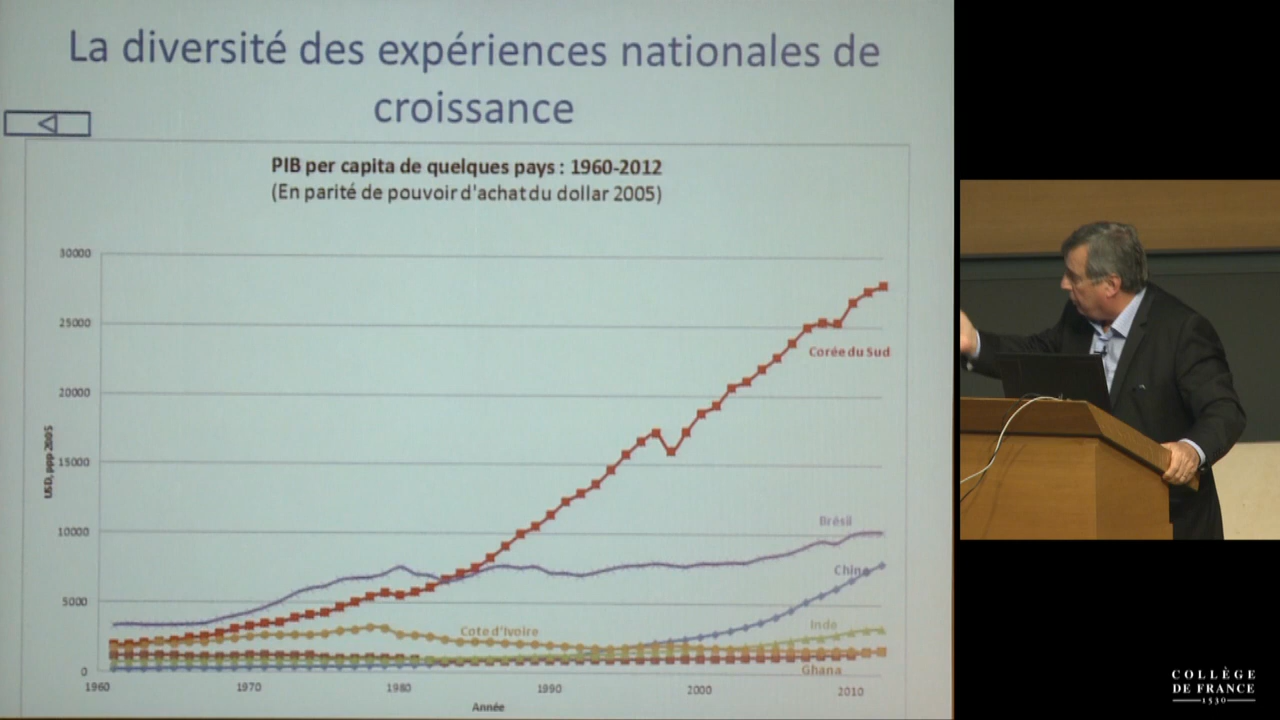 La diversité des expériences nationales de
croissance
PIB per capita de quelques pays : 1960-2012
(En parité de pouvoir d'achat du dollar 2005)
30000
25000
20000
15000
10000
5000
0
USD, ppp 2005
Corée du Sud
Brésil
Chine
Inde
Cote d'Ivoire
Ghana
1960
1970
1980
1990
2000
2010
Année
COLLÈGE
DE FRANCE
1530